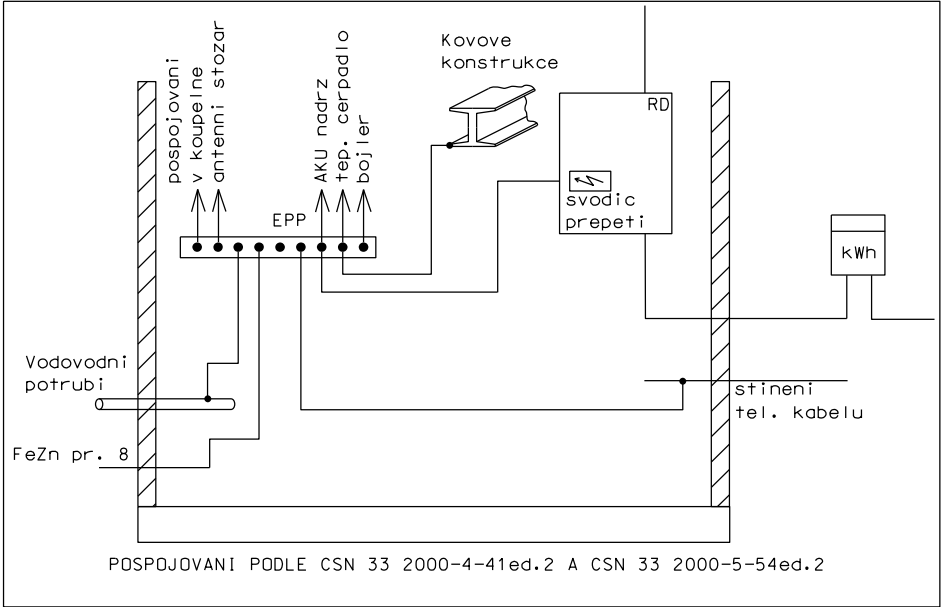 pospojovani
v koupelne
antenni stozar
AKU nadrz
tep. cerpadlo
bojler
Kovove
konstrukce
RD
svodic
prepeti
EPP
kWh
Vodovodni
potrubi
stineni
tel. kabelu
FeZn pr. 8
POSPOJOVANI PODLE CSN 33 2000-4-41ed.2 A CSN 33 2000-5-54ed.2